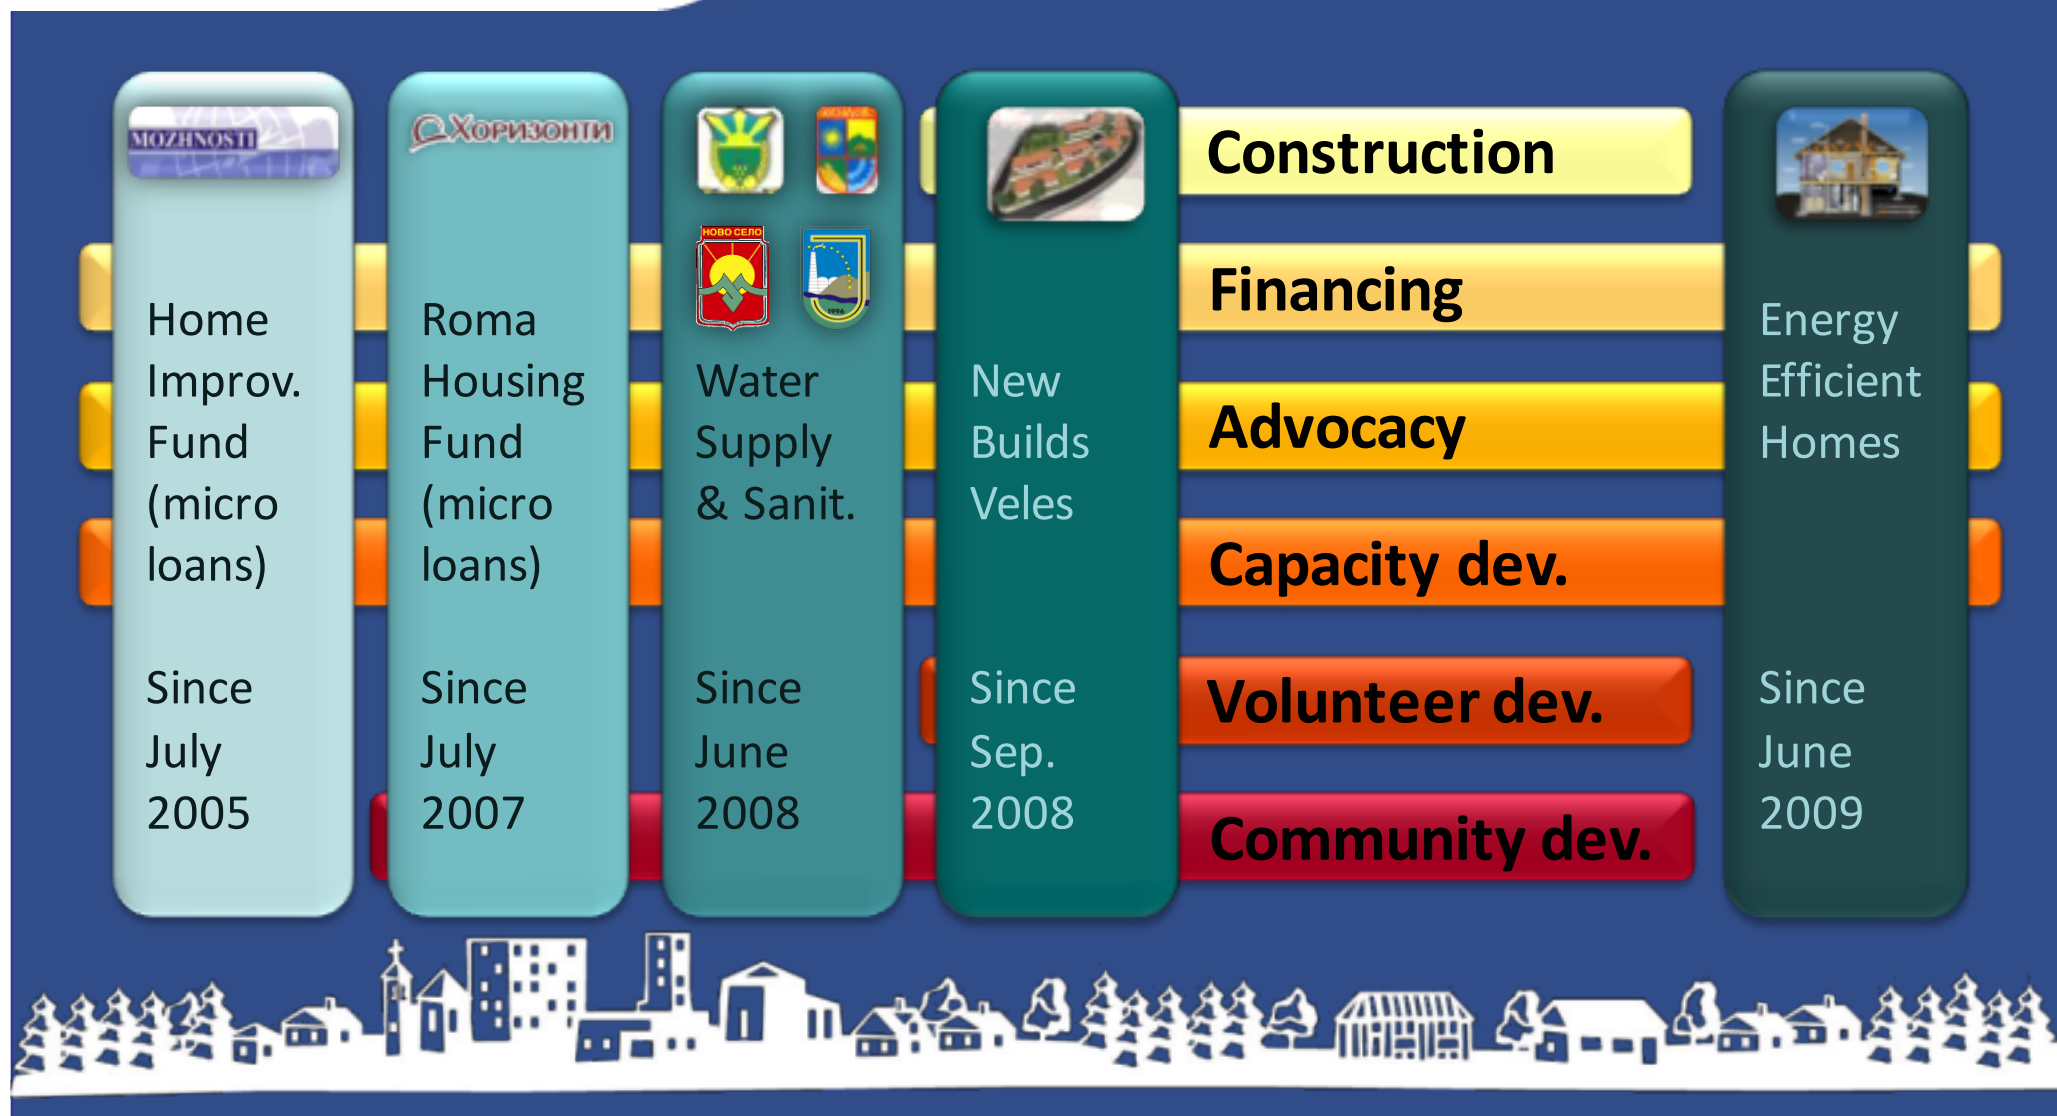 MOZHNOSTI
Home
Improv.
Fund
(micro
loans)
Since
July
2005
ХОРИЗОНТИ
Roma
Housing
Fund
(micro
loans)
Since
July
2007
НОВО СЕЛО
1996
Water
Supply
& Sanit.
Since
June
2008
New
Builds
Veles
Since
Sep.
2008
Construction
Financing
Advocacy
Capacity dev.
Volunteer dev.
Community dev.
Energy
Efficient
Homes
Since
June
2009